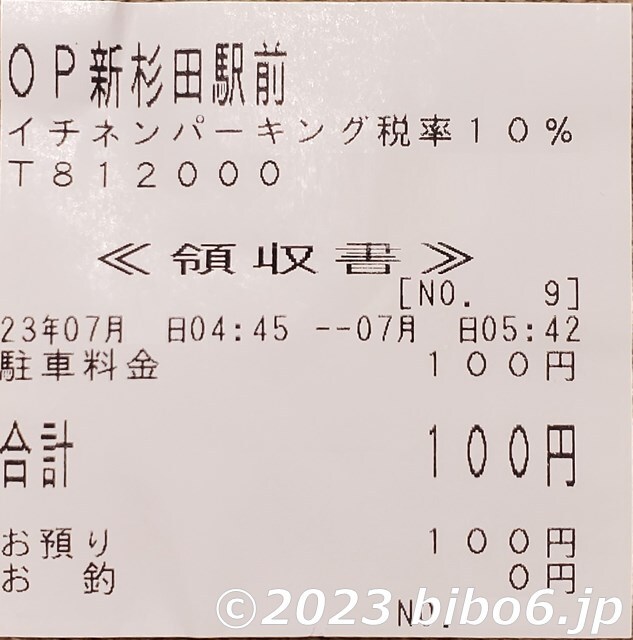 OP新杉田駅前
イチネンパーキング税率10%
T812000
≪領収書≫
[NO. 9]
23年07月 日04:45 --07月 日05:42
駐車料金 100円
合計 100円
お預り 100円
お 釣 0円
NO.
©2023 bibo6.jp